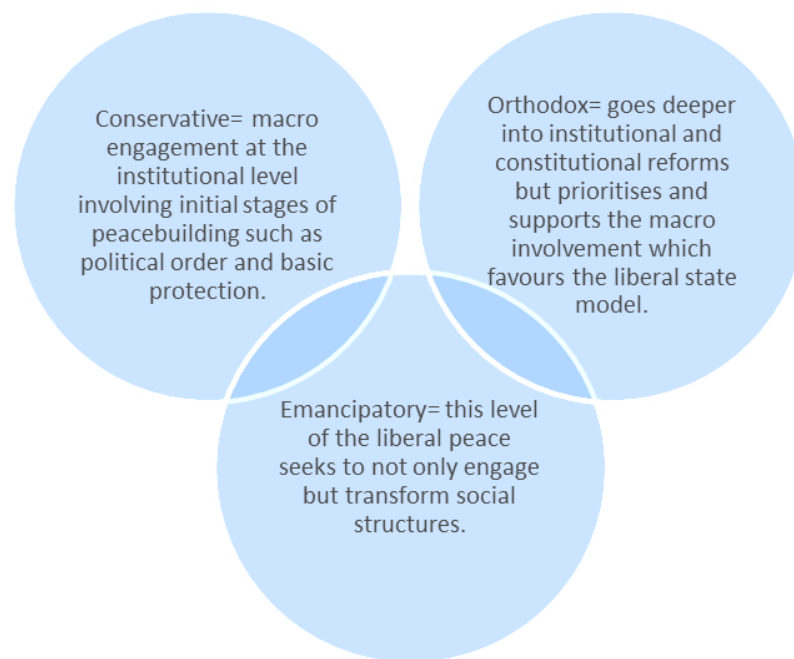 Conservative= macro
engagement at the
institutional level
involving initial stages of
peacebuilding such as
political order and basic
protection.
Orthodox= goes deeper
into institutional and
constitutional reforms
but prioritises and
supports the macro
involvement which
favours the liberal state
model.
Emancipatory= this level
of the liberal peace
seeks to not only engage
but transform social
structures.